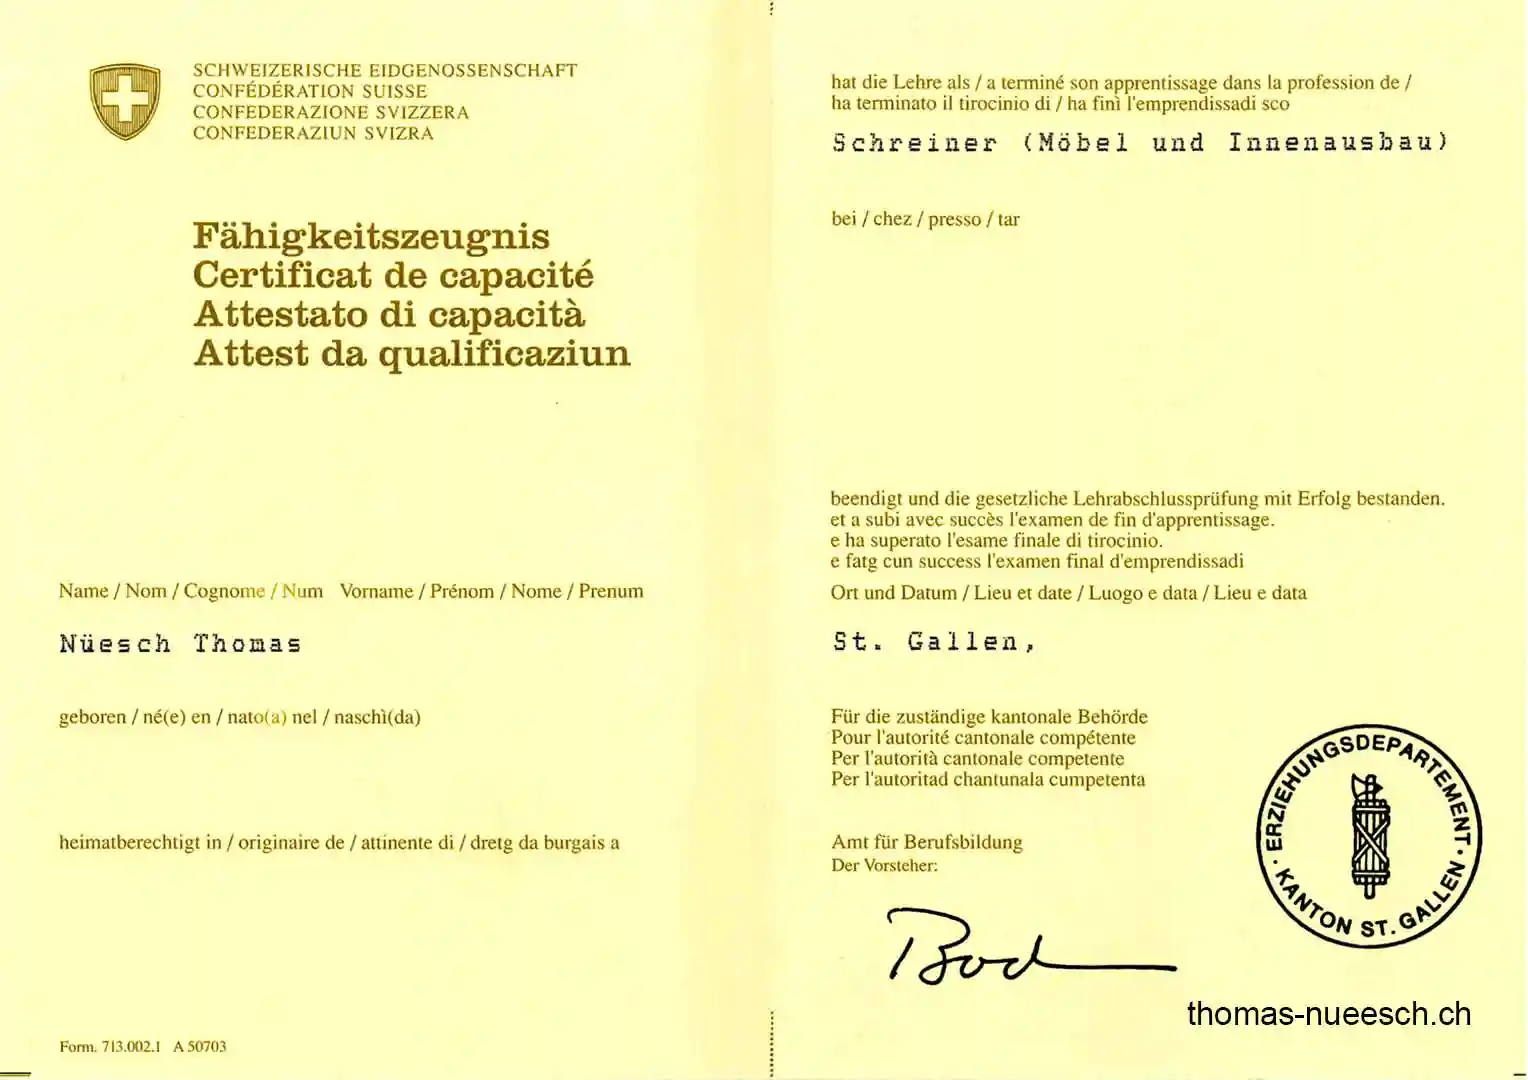 SCHWEIZERISCHE EIDGENOSSENSCHAFT
CONFÉDÉRATION SUISSE
CONFEDERAZIONE SVIZZERA
CONFEDERAZIUN SVIZRA
Fähigkeitszeugnis
Certificat de capacité
Attestato di capacità
Attest da qualificaziun
Name / Nom / Cognome / Num Vorname / Prénom / Nome / Prenum
Nüesch Thomas
geboren / né(e) en / nato(a) nel / naschì(da)
heimatberechtigt in / originaire de / attinente di / dretg da burgais a
Form. 713.002.1 A 50703
hat die Lehre als / a terminé son apprentissage dans la profession de /
ha terminato il tirocinio di / ha finì l'emprendissadi sco
Schreiner (Möbel und Innenausbau)
bei / chez / presso / tar
beendigt und die gesetzliche Lehrabschlussprüfung mit Erfolg bestanden.
et a subi avec succès l'examen de fin d'apprentissage.
e ha superato l'esame finale di tirocinio.
e fatg cun success l'examen final d'emprendissadi
Ort und Datum / Lieu et date / Luogo e data / Lieu e data
St. Gallen,
Für die zuständige kantonale Behörde
Pour l'autorité cantonale compétente
Per l'autorità cantonale competente
Per l'autoritad chantunala cumpetenta
Amt für Berufsbildung
Der Vorsteher:
ERZIEHUNGSDEPARTEMENT
KANTON ST. GALLEN
thomas-nueesch.ch